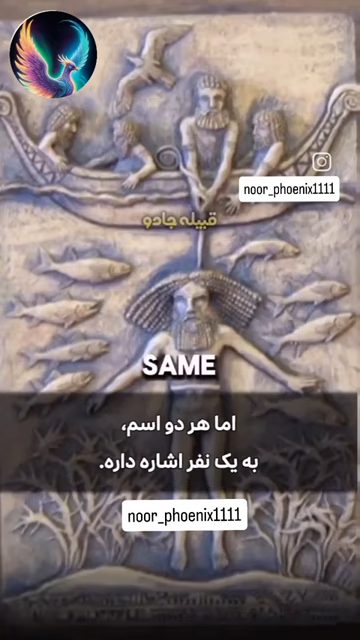 noor_phoenix1111
قبیله جادو
SAME
اما هر دو اسم،
به یک نفر اشاره داره.
noor_phoenix1111